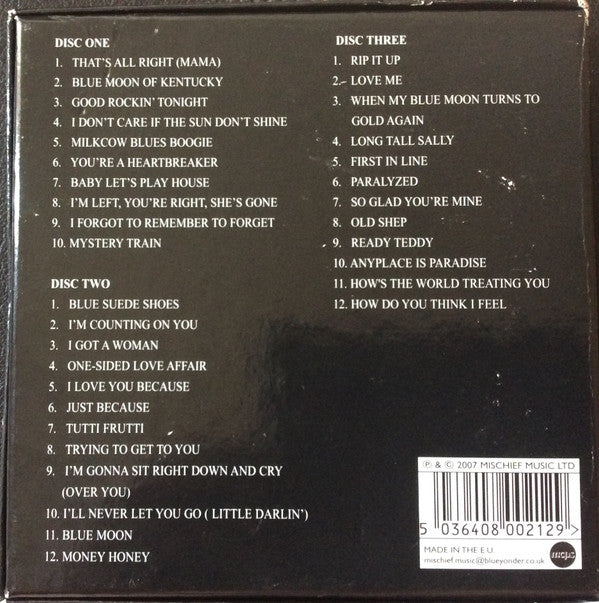 DISC ONE
1. THAT'S ALL RIGHT (MAMA)
2. BLUE MOON OF KENTUCKY
3. GOOD ROCKIN' TONIGHT
4. I DON'T CARE IF THE SUN DON'T SHINE
5. MILKCOW BLUES BOOGIE
6. YOU'RE A HEARTBREAKER
7. BABY LET'S PLAY HOUSE
8. I'M LEFT, YOU'RE RIGHT, SHE'S GONE
9. I FORGOT TO REMEMBER TO FORGET
10. MYSTERY TRAIN
DISC TWO
1. BLUE SUEDE SHOES
2. I'M COUNTING ON YOU
3. I GOT A WOMAN
4. ONE-SIDED LOVE AFFAIR
5. I LOVE YOU BECAUSE
6. JUST BECAUSE
7. TUTTI FRUTTI
8. TRYING TO GET TO YOU
9. I'M GONNA SIT RIGHT DOWN AND CRY
(OVER YOU)
10. I'LL NEVER LET YOU GO ( LITTLE DARLIN')
11. BLUE MOON
12. MONEY HONEY
DISC THREE
1. RIP IT UP
2. LOVE ME
3. WHEN MY BLUE MOON TURNS TO
GOLD AGAIN
4. LONG TALL SALLY
5. FIRST IN LINE
6. PARALYZED
7. SO GLAD YOU'RE MINE
8. OLD SHEP
9. READY TEDDY
10. ANYPLACE IS PARADISE
11. HOW'S THE WORLD TREATING YOU
12. HOW DO YOU THINK I FEEL
℗ & © 2007 MISCHIEF MUSIC LTD
5 036408 002129 >
MADE IN THE E.U.
mischief.music@blueyonder.co.uk
mcps